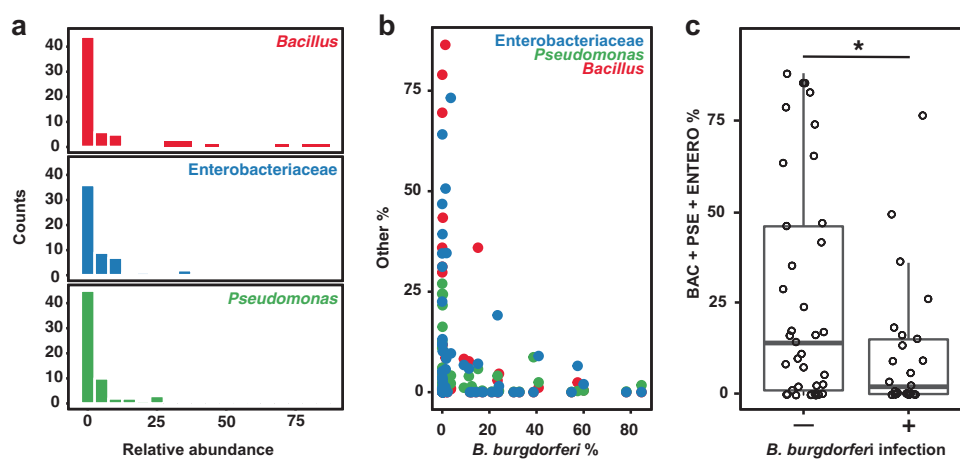 a
Bacillus
40
30
20
10
0
Enterobacteriaceae
40
30
20
10
0
Pseudomonas
40
30
20
10
0
Counts
0 25 50 75
Relative abundance
b
Enterobacteriaceae
Pseudomonas
Bacillus
75
50
25
0
Other %
0 20 40 60 80
B. burgdorferi %
c
*
75
50
25
0
BAC + PSE + ENTERO %
— +
B. burgdorferi infection